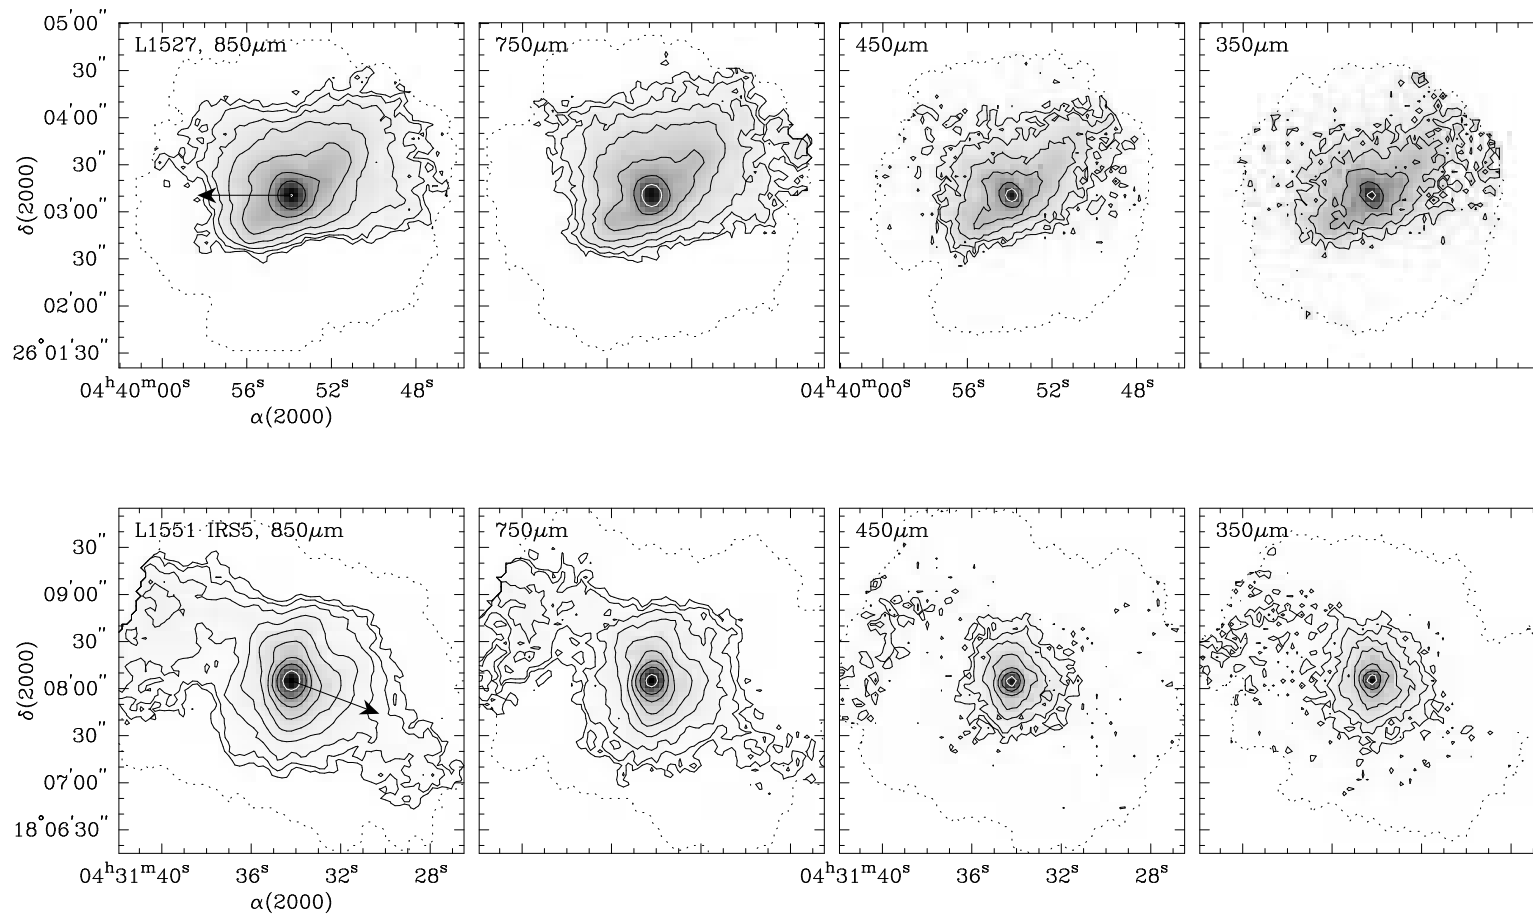 L1527, 850μm
750μm
450μm
350μm
05′00″
30″
04′00″
30″
03′00″
30″
02′00″
26°01′30″
δ(2000)
04ʰ40ᵐ00ˢ
56ˢ
52ˢ
48ˢ
04ʰ40ᵐ00ˢ
56ˢ
52ˢ
48ˢ
α(2000)
L1551 IRS5, 850μm
750μm
450μm
350μm
30″
09′00″
30″
08′00″
30″
07′00″
18°06′30″
δ(2000)
04ʰ31ᵐ40ˢ
36ˢ
32ˢ
28ˢ
04ʰ31ᵐ40ˢ
36ˢ
32ˢ
28ˢ
α(2000)